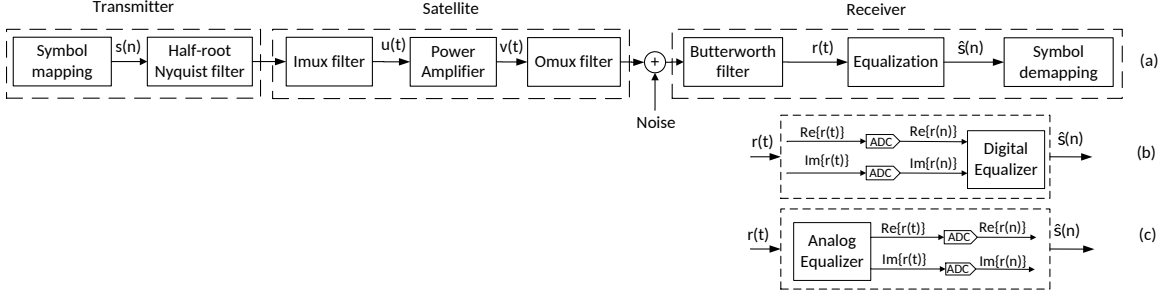 Transmitter
Satellite
Receiver
Symbol
mapping
s(n)
Half-root
Nyquist filter
Imux filter
u(t)
Power
Amplifier
v(t)
Omux filter
+
Noise
Butterworth
filter
r(t)
Equalization
ŝ(n)
Symbol
demapping
(a)
r(t)
Re{r(t)}
ADC
Re{r(n)}
Im{r(t)}
ADC
Im{r(n)}
Digital
Equalizer
ŝ(n)
(b)
r(t)
Analog
Equalizer
Re{r(t)}
ADC
Re{r(n)}
Im{r(t)}
ADC
Im{r(n)}
ŝ(n)
(c)